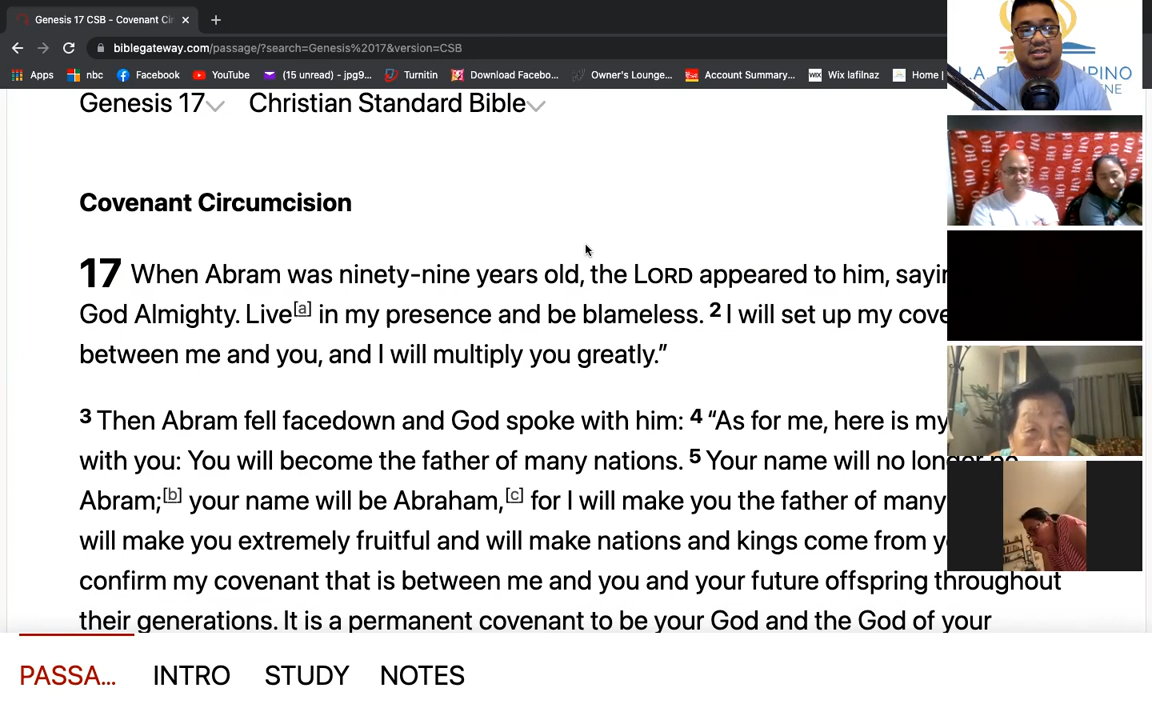 Genesis 17 CSB - Covenant Cir
biblegateway.com/passage/?search=Genesis%2017&version=CSB
Apps nbc Facebook YouTube (15 unread) - jpg9... Turnitin Download Facebo... Owner's Lounge... Account Summary... Wix lafilnaz Home |
Genesis 17 Christian Standard Bible
Covenant Circumcision
17 When Abram was ninety-nine years old, the LORD appeared to him, sayin
God Almighty. Live[a] in my presence and be blameless. 2 I will set up my cove
between me and you, and I will multiply you greatly.”
3 Then Abram fell facedown and God spoke with him: 4 “As for me, here is my
with you: You will become the father of many nations. 5 Your name will no longer be
Abram;[b] your name will be Abraham,[c] for I will make you the father of many
will make you extremely fruitful and will make nations and kings come from y
confirm my covenant that is between me and you and your future offspring throughout
their generations. It is a permanent covenant to be your God and the God of your
PASSA... INTRO STUDY NOTES
L.A. IPINO
NE
HO HO HO